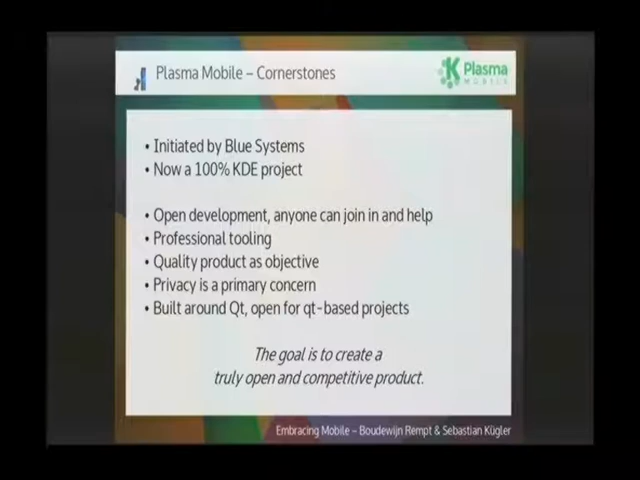 Plasma Mobile – Cornerstones
Plasma
MOBILE
• Initiated by Blue Systems
• Now a 100% KDE project
• Open development, anyone can join in and help
• Professional tooling
• Quality product as objective
• Privacy is a primary concern
• Built around Qt, open for qt-based projects
The goal is to create a
truly open and competitive product.
Embracing Mobile – Boudewijn Rempt & Sebastian Kügler